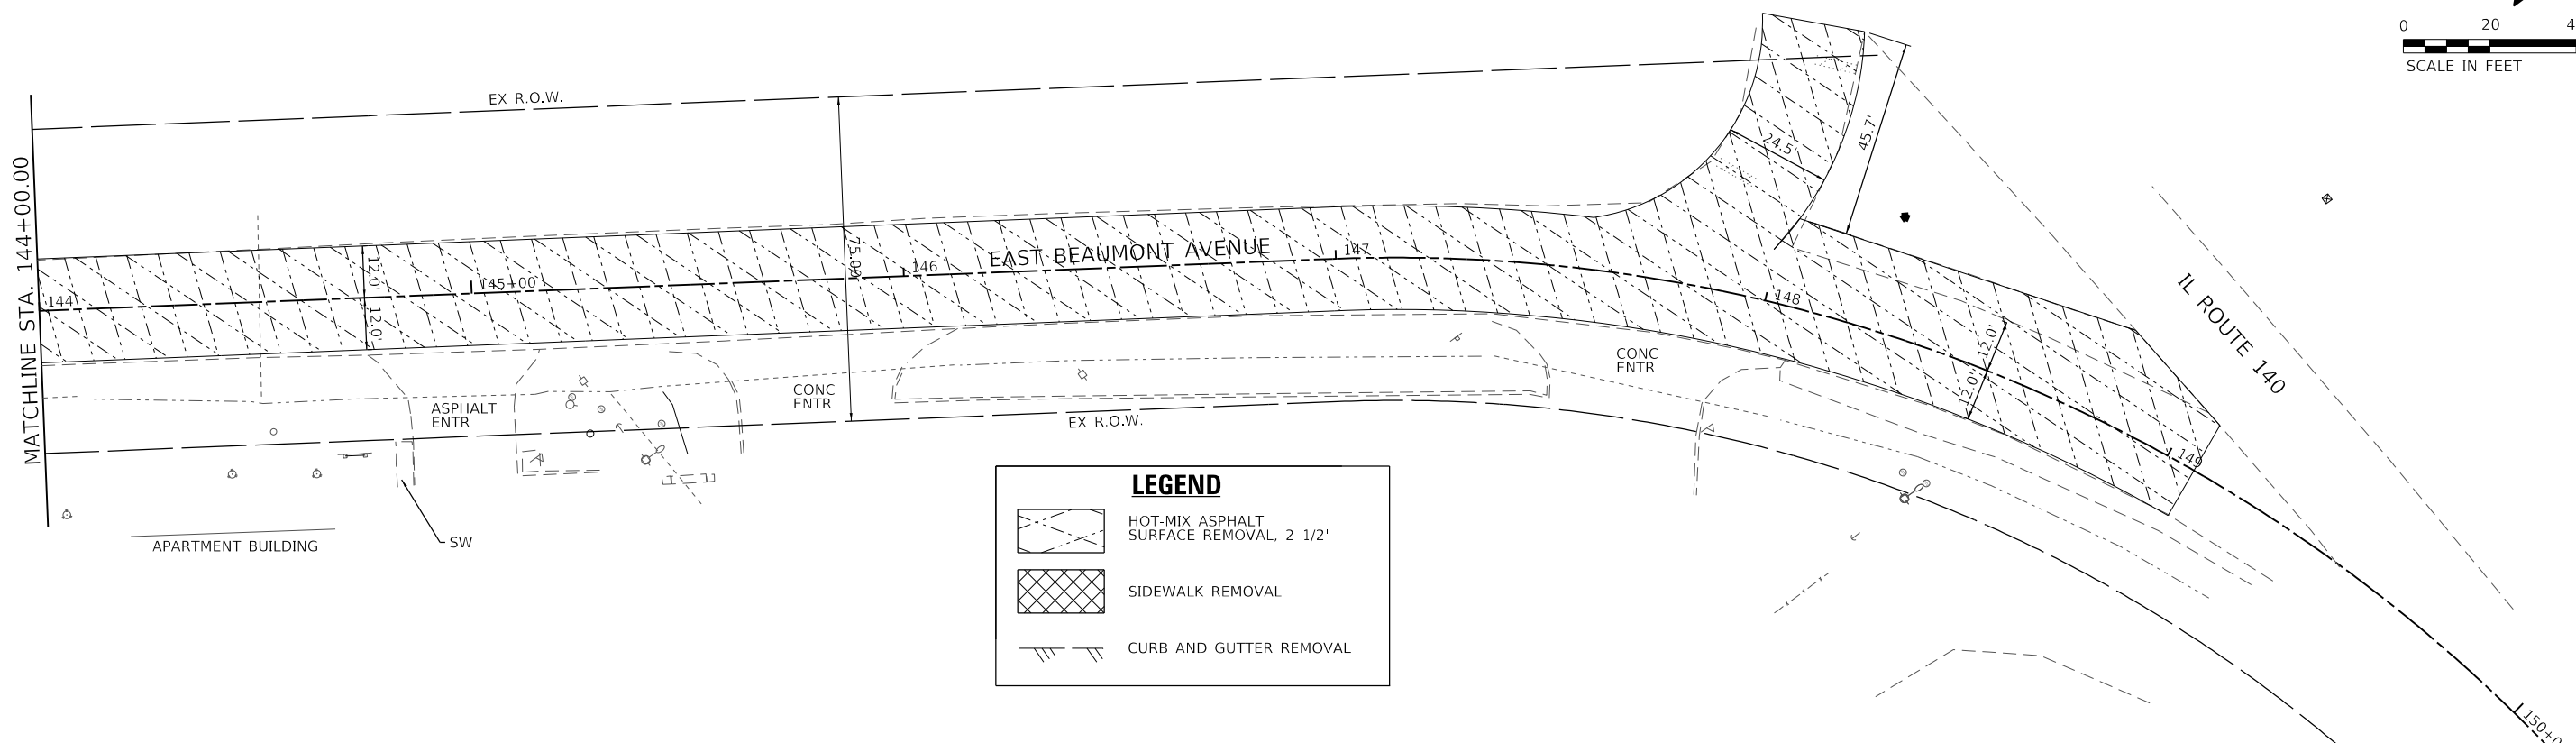 0 20 4
SCALE IN FEET
EX R.O.W.
MATCHLINE STA. 144+00.00
45.7'
24.5'
EAST BEAUMONT AVENUE
75.00'
12.0'
12.0'
144
145+00
146
147
148
149
150+0
12.0'
12.0'
IL ROUTE 140
CONC
ENTR
CONC
ENTR
ASPHALT
ENTR
EX R.O.W.
SW
APARTMENT BUILDING
LEGEND
HOT-MIX ASPHALT
SURFACE REMOVAL, 2 1/2"
SIDEWALK REMOVAL
CURB AND GUTTER REMOVAL